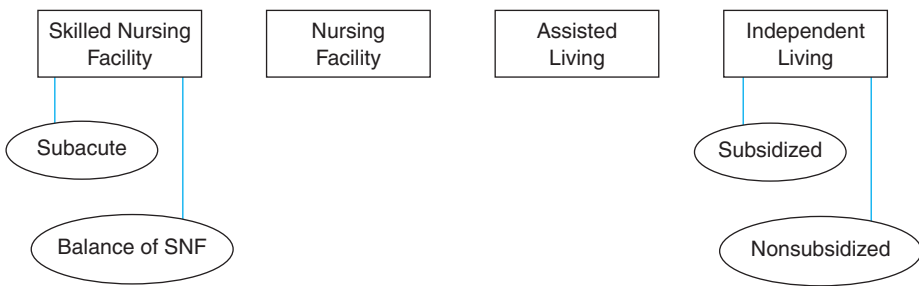 Skilled Nursing
Facility
Nursing
Facility
Assisted
Living
Independent
Living
Subacute
Subsidized
Balance of SNF
Nonsubsidized